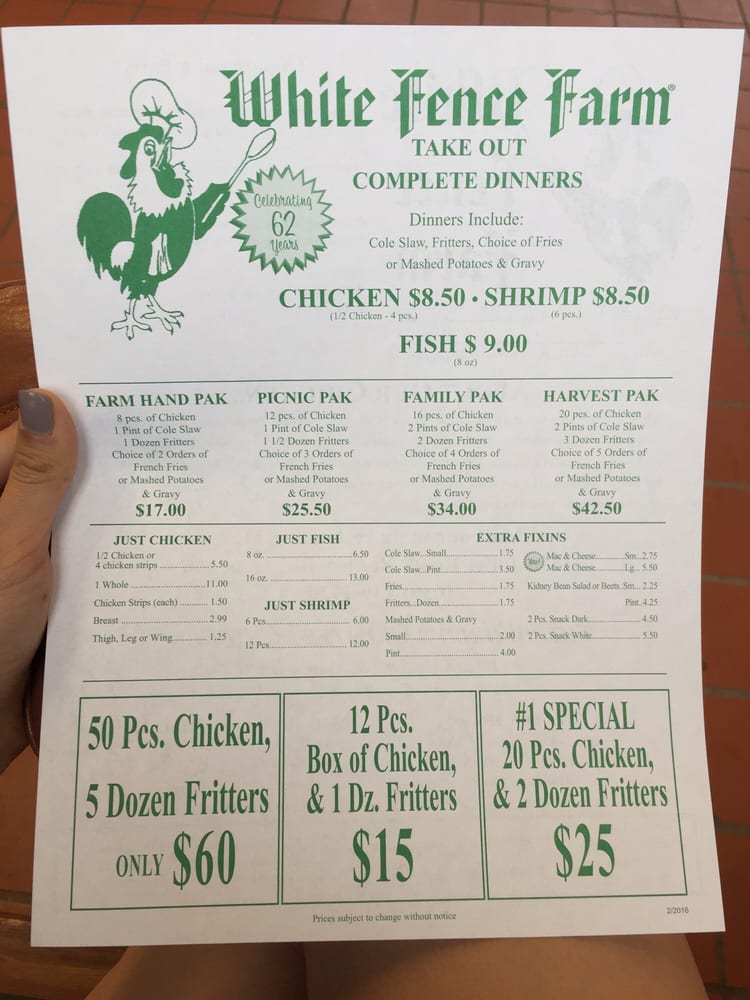 White Fence Farm®
TAKE OUT
COMPLETE DINNERS
Celebrating
62
Years
Dinners Include:
Cole Slaw, Fritters, Choice of Fries
or Mashed Potatoes & Gravy
CHICKEN $8.50 • SHRIMP $8.50
(1/2 Chicken - 4 pcs.) (6 pcs.)
FISH $ 9.00
(8 oz)
FARM HAND PAK
8 pcs. of Chicken
1 Pint of Cole Slaw
1 Dozen Fritters
Choice of 2 Orders of
French Fries
or Mashed Potatoes
& Gravy
$17.00
PICNIC PAK
12 pcs. of Chicken
1 Pint of Cole Slaw
1 1/2 Dozen Fritters
Choice of 3 Orders of
French Fries
or Mashed Potatoes
& Gravy
$25.50
FAMILY PAK
16 pcs. of Chicken
2 Pints of Cole Slaw
2 Dozen Fritters
Choice of 4 Orders of
French Fries
or Mashed Potatoes
& Gravy
$34.00
HARVEST PAK
20 pcs. of Chicken
2 Pints of Cole Slaw
3 Dozen Fritters
Choice of 5 Orders of
French Fries
or Mashed Potatoes
& Gravy
$42.50
JUST CHICKEN
1/2 Chicken or
4 chicken strips ..................5.50
1 Whole ............................11.00
Chicken Strips (each) .......... 1.50
Breast ................................2.99
Thigh, Leg or Wing............. 1.25
JUST FISH
8 oz. .................................6.50
16 oz. ..............................13.00
JUST SHRIMP
6 Pcs.................................6.00
12 Pcs..............................12.00
EXTRA FIXINS
Cole Slaw...Small..................1.75
Cole Slaw...Pint.....................3.50
Fries.....................................1.75
Fritters...Dozen......................1.75
Mashed Potatoes & Gravy
Small....................................2.00
Pint.......................................4.00
Mac & Cheese..........Sm...2.75
Mac & Cheese..........Lg... 5.50
Kidney Bean Salad or Beets..Sm... 2.25
Pint..4.25
2 Pcs. Snack Dark.....................4.50
2 Pcs. Snack White....................5.50
50 Pcs. Chicken,
5 Dozen Fritters
ONLY $60
12 Pcs.
Box of Chicken,
& 1 Dz. Fritters
$15
#1 SPECIAL
20 Pcs. Chicken,
& 2 Dozen Fritters
$25
Prices subject to change without notice
2/2016